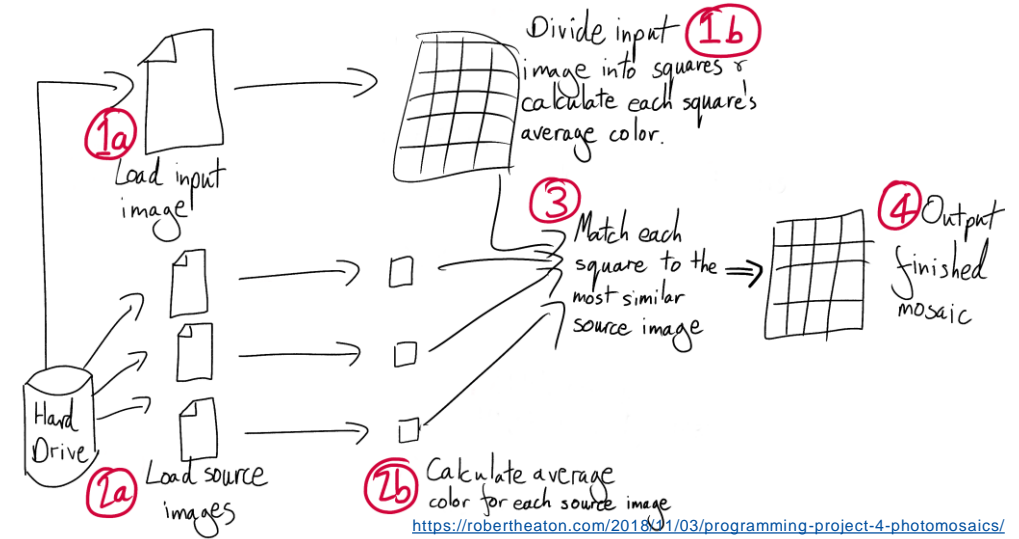 1a
Load input
image
Divide input
1b
image into squares &
calculate each square's
average color.
Hard
Drive
2a
Load source
images
2b
Calculate average
color for each source image
3
Match each
square to the
most similar
source image
4
Output
finished
mosaic
https://robertheaton.com/2018/11/03/programming-project-4-photomosaics/